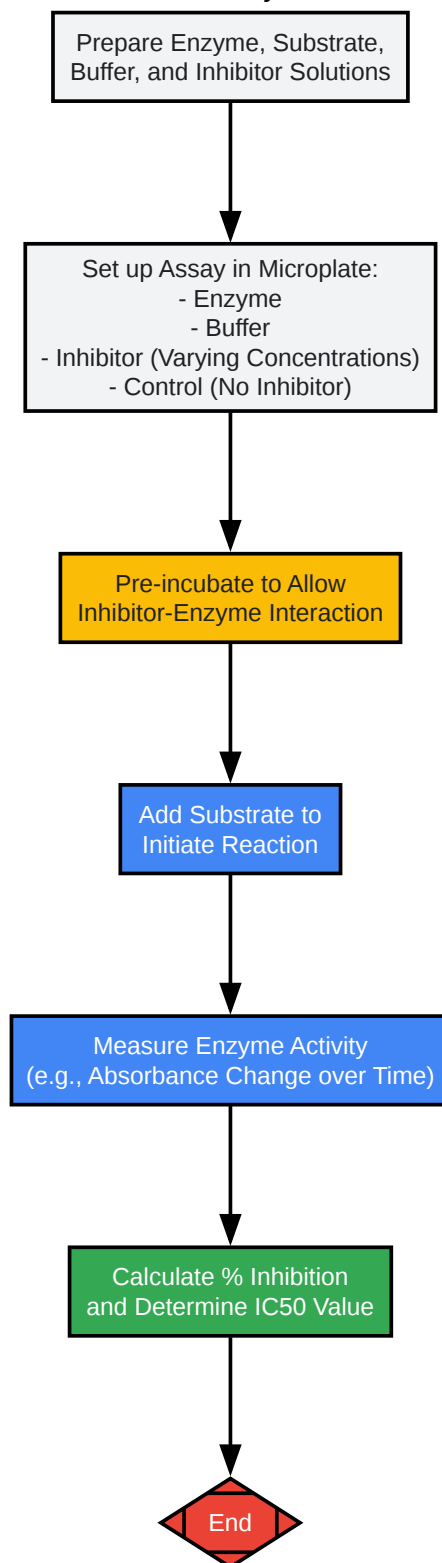 Prepare Enzyme, Substrate,
Buffer, and Inhibitor Solutions
Set up Assay in Microplate:
- Enzyme
- Buffer
- Inhibitor (Varying Concentrations)
- Control (No Inhibitor)
Pre-incubate to Allow
Inhibitor-Enzyme Interaction
Add Substrate to
Initiate Reaction
Measure Enzyme Activity
(e.g., Absorbance Change over Time)
Calculate % Inhibition
and Determine IC50 Value
End